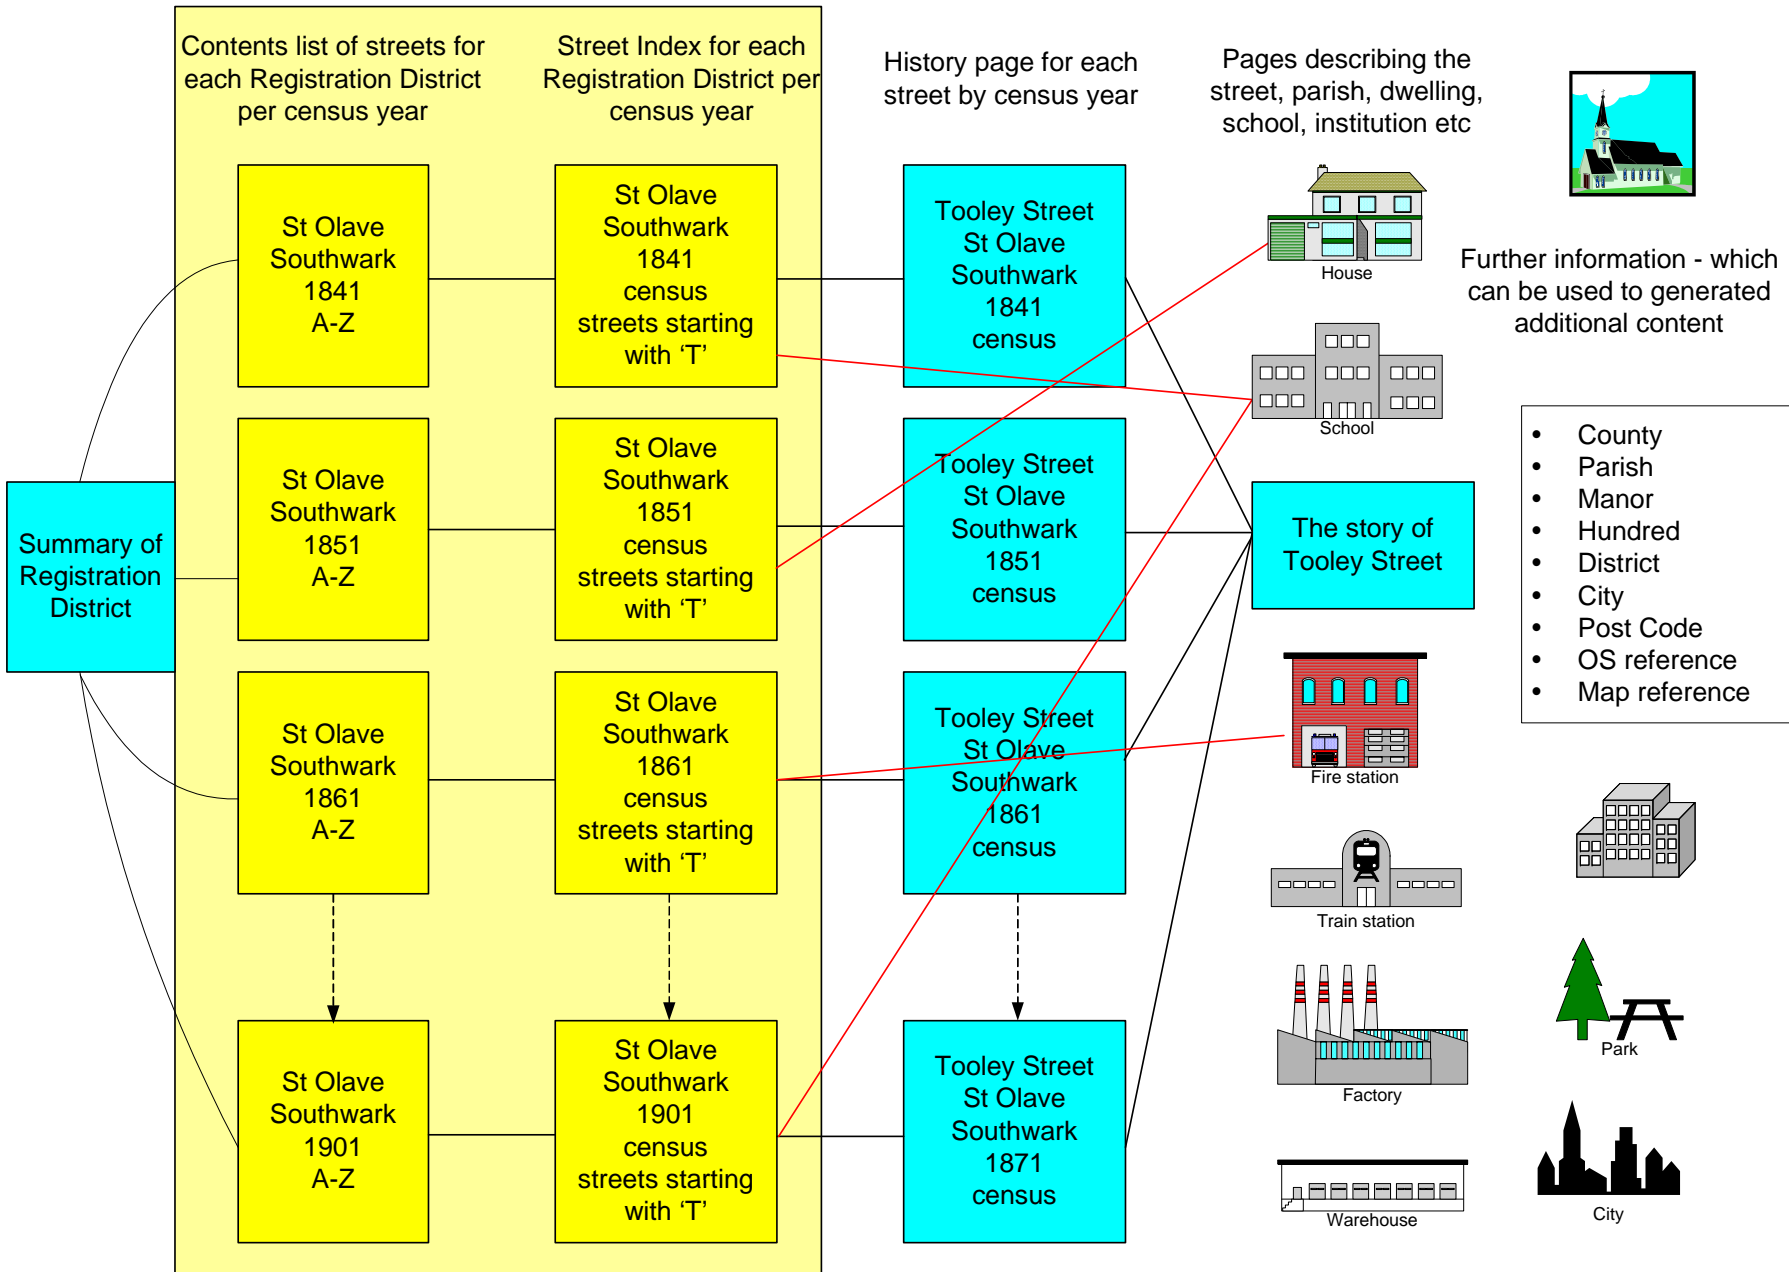 Contents list of streets for
each Registration District
per census year
Street Index for each
Registration District per
census year
History page for each
street by census year
Pages describing the
street, parish, dwelling,
school, institution etc
Further information - which
can be used to generated
additional content
Summary of
Registration
District
St Olave
Southwark
1841
A-Z
St Olave
Southwark
1841
census
streets starting
with ‘T’
Tooley Street
St Olave
Southwark
1841
census
St Olave
Southwark
1851
A-Z
St Olave
Southwark
1851
census
streets starting
with ‘T’
Tooley Street
St Olave
Southwark
1851
census
St Olave
Southwark
1861
A-Z
St Olave
Southwark
1861
census
streets starting
with ‘T’
Tooley Street
St Olave
Southwark
1861
census
St Olave
Southwark
1901
A-Z
St Olave
Southwark
1901
census
streets starting
with ‘T’
Tooley Street
St Olave
Southwark
1871
census
House
School
The story of
Tooley Street
Fire station
Train station
Factory
Warehouse
• County
• Parish
• Manor
• Hundred
• District
• City
• Post Code
• OS reference
• Map reference
Park
City